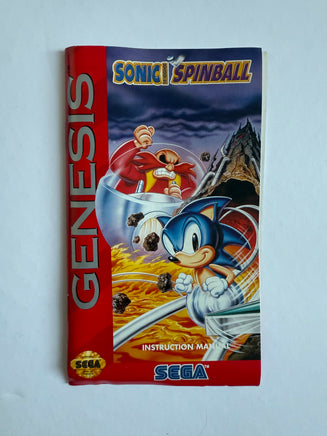 SONIC
SPINBALL
GENESIS
INSTRUCTION MANUAL
SEGA
SEGA